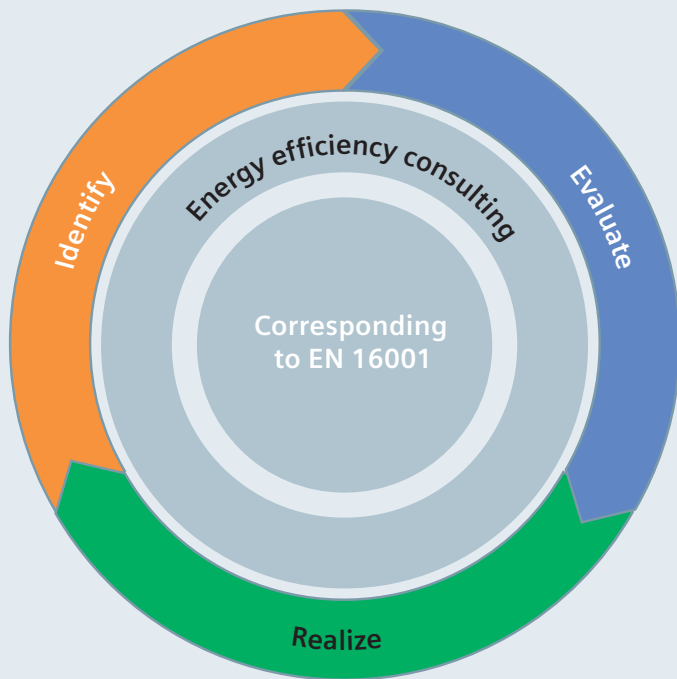 Energy efficiency consulting
Identify
Evaluate
Corresponding
to EN 16001
Realize